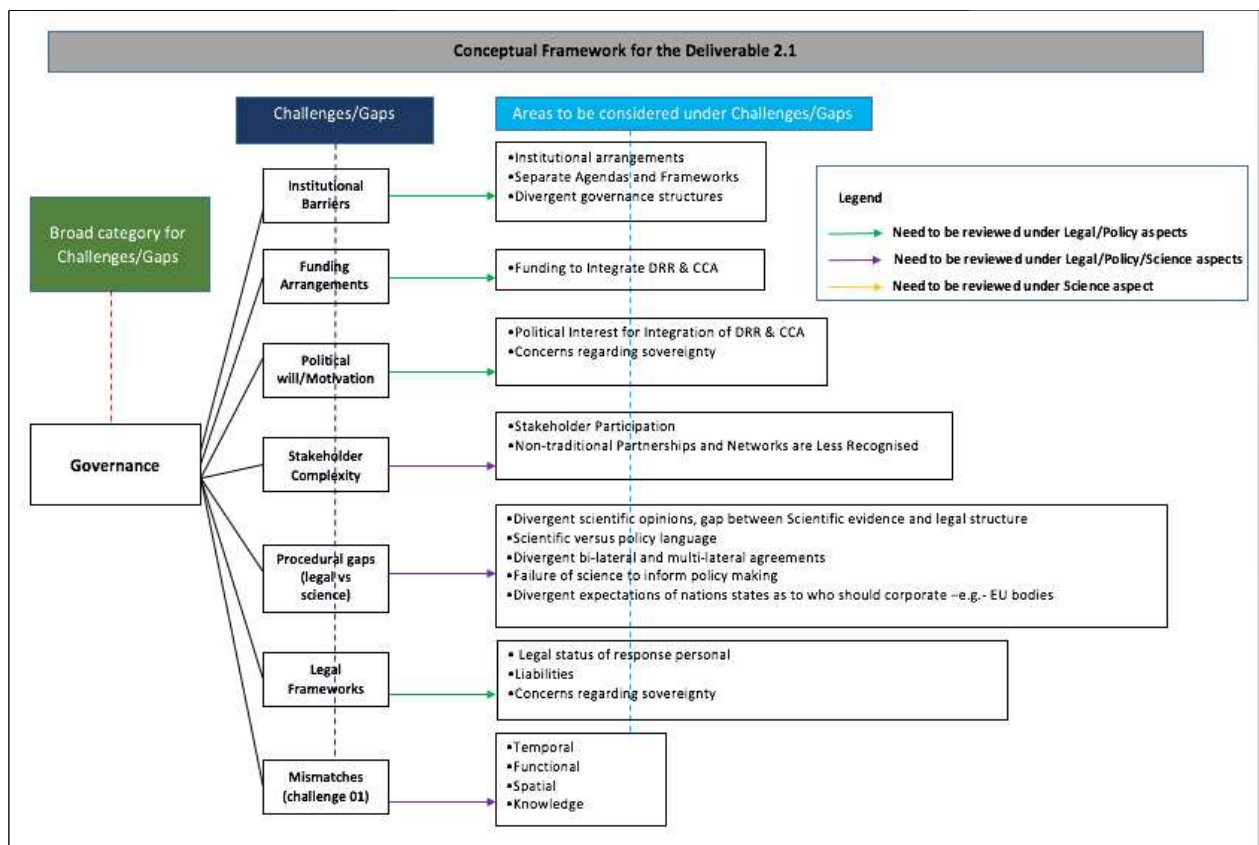 Conceptual Framework for the Deliverable 2.1
Challenges/Gaps
Areas to be considered under Challenges/Gaps
Broad category for
Challenges/Gaps
Governance
Institutional
Barriers
•Institutional arrangements
•Separate Agendas and Frameworks
•Divergent governance structures
Funding
Arrangements
•Funding to Integrate DRR & CCA
Political
will/Motivation
•Political Interest for Integration of DRR & CCA
•Concerns regarding sovereignty
Stakeholder
Complexity
•Stakeholder Participation
•Non-traditional Partnerships and Networks are Less Recognised
Procedural gaps
(legal vs
science)
•Divergent scientific opinions, gap between Scientific evidence and legal structure
•Scientific versus policy language
•Divergent bi-lateral and multi-lateral agreements
•Failure of science to inform policy making
•Divergent expectations of nations states as to who should corporate –e.g.- EU bodies
Legal
Frameworks
• Legal status of response personal
•Liabilities
•Concerns regarding sovereignty
Mismatches
(challenge 01)
•Temporal
•Functional
•Spatial
•Knowledge
Legend
Need to be reviewed under Legal/Policy aspects
Need to be reviewed under Legal/Policy/Science aspects
Need to be reviewed under Science aspect